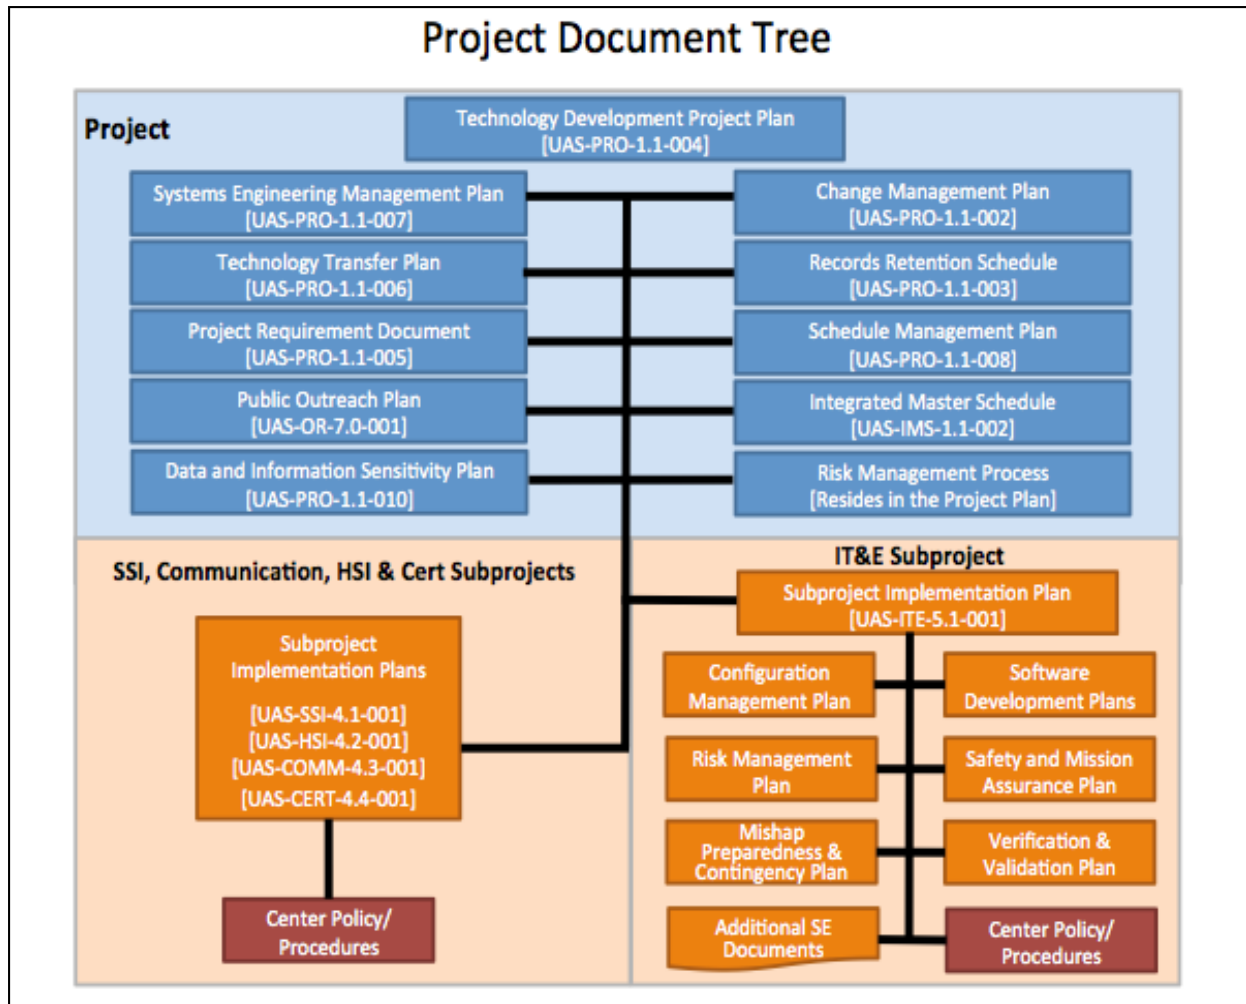 Project Document Tree
Project
Technology Development Project Plan
[UAS-PRO-1.1-004]
Systems Engineering Management Plan
[UAS-PRO-1.1-007]
Change Management Plan
[UAS-PRO-1.1-002]
Technology Transfer Plan
[UAS-PRO-1.1-006]
Records Retention Schedule
[UAS-PRO-1.1-003]
Project Requirement Document
[UAS-PRO-1.1-005]
Schedule Management Plan
[UAS-PRO-1.1-008]
Public Outreach Plan
[UAS-OR-7.0-001]
Integrated Master Schedule
[UAS-IMS-1.1-002]
Data and Information Sensitivity Plan
[UAS-PRO-1.1-010]
Risk Management Process
[Resides in the Project Plan]
SSI, Communication, HSI & Cert Subprojects
Subproject
Implementation Plans
[UAS-SSI-4.1-001]
[UAS-HSI-4.2-001]
[UAS-COMM-4.3-001]
[UAS-CERT-4.4-001]
Center Policy/
Procedures
IT&E Subproject
Subproject Implementation Plan
[UAS-ITE-5.1-001]
Configuration
Management Plan
Software
Development Plans
Risk Management
Plan
Safety and Mission
Assurance Plan
Mishap
Preparedness &
Contingency Plan
Verification &
Validation Plan
Additional SE
Documents
Center Policy/
Procedures